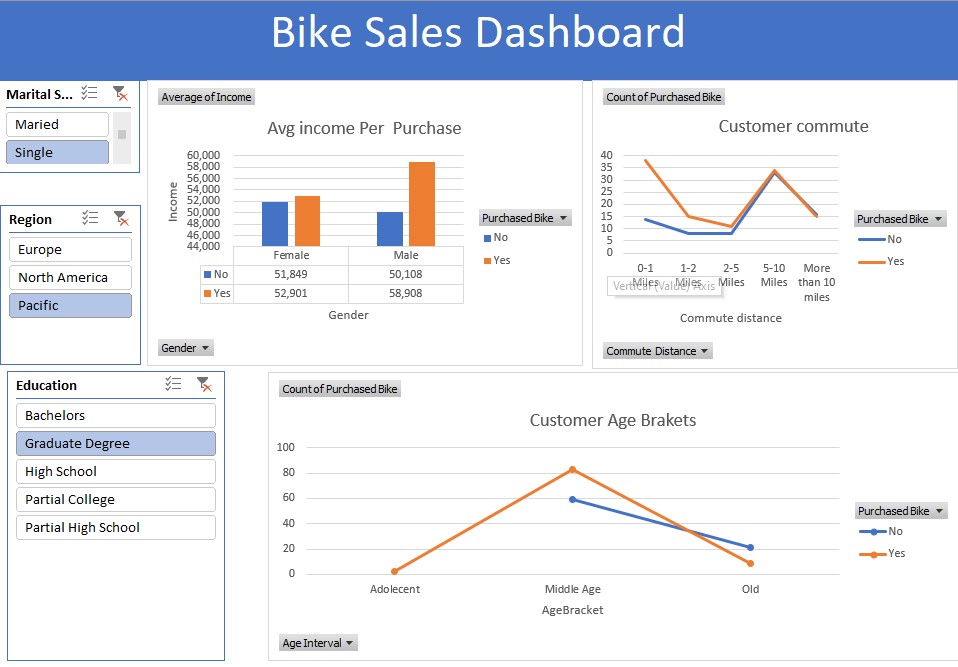 Bike Sales Dashboard
Marital S...
Maried
Single
Region
Europe
North America
Pacific
Education
Bachelors
Graduate Degree
High School
Partial College
Partial High School
Average of Income
Avg income Per Purchase
60,000
58,000
56,000
54,000
52,000
50,000
48,000
46,000
44,000
Income
Female Male
No 51,849 50,108
Yes 52,901 58,908
Gender
Purchased Bike
No
Yes
Gender
Count of Purchased Bike
Customer commute
40
35
30
25
20
15
10
5
0
0-1 Miles
1-2 Miles
2-5 Miles
5-10 Miles
More than 10 miles
Vertical (Value) Axis
Commute distance
Purchased Bike
No
Yes
Commute Distance
Count of Purchased Bike
Customer Age Brakets
100
80
60
40
20
0
Adolecent Middle Age Old
AgeBracket
Purchased Bike
No
Yes
Age Interval